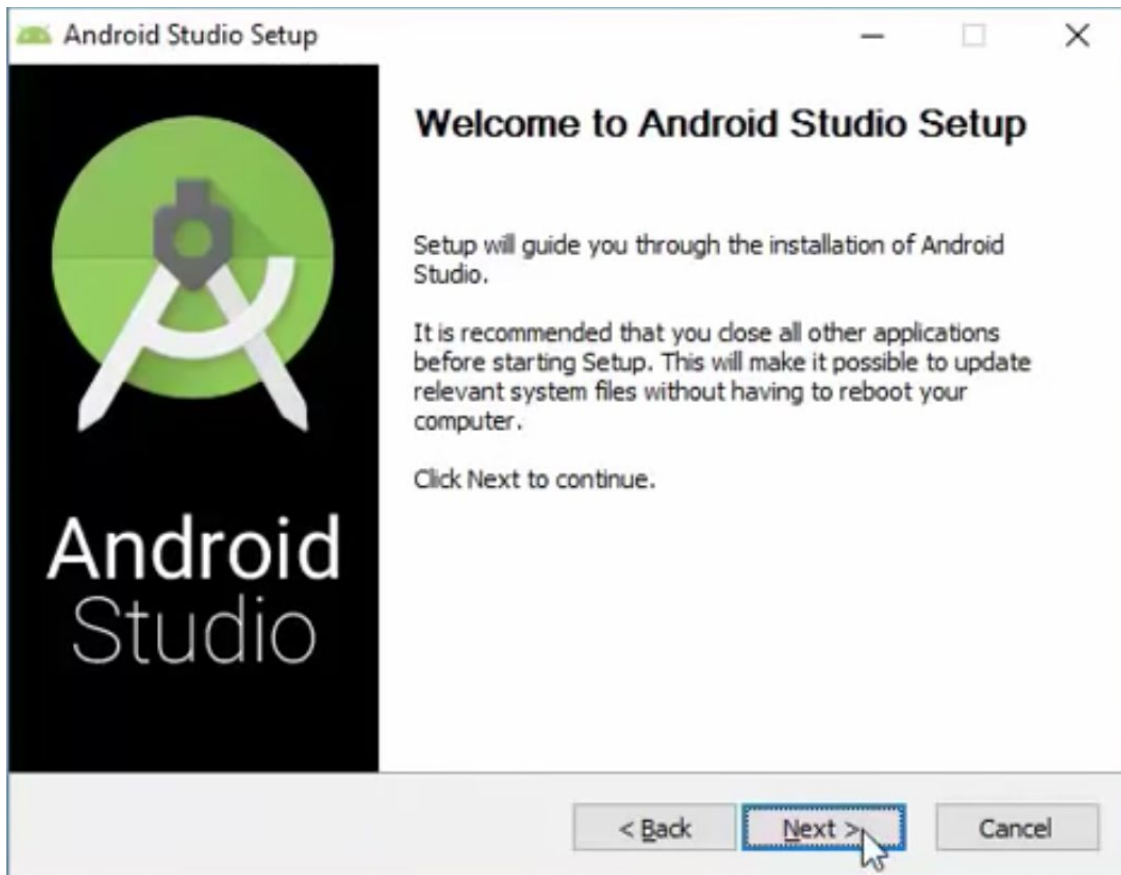 Android Studio Setup
Welcome to Android Studio Setup
Setup will guide you through the installation of Android
Studio.
It is recommended that you close all other applications
before starting Setup. This will make it possible to update
relevant system files without having to reboot your
computer.
Click Next to continue.
Android
Studio
< Back
Next >
Cancel